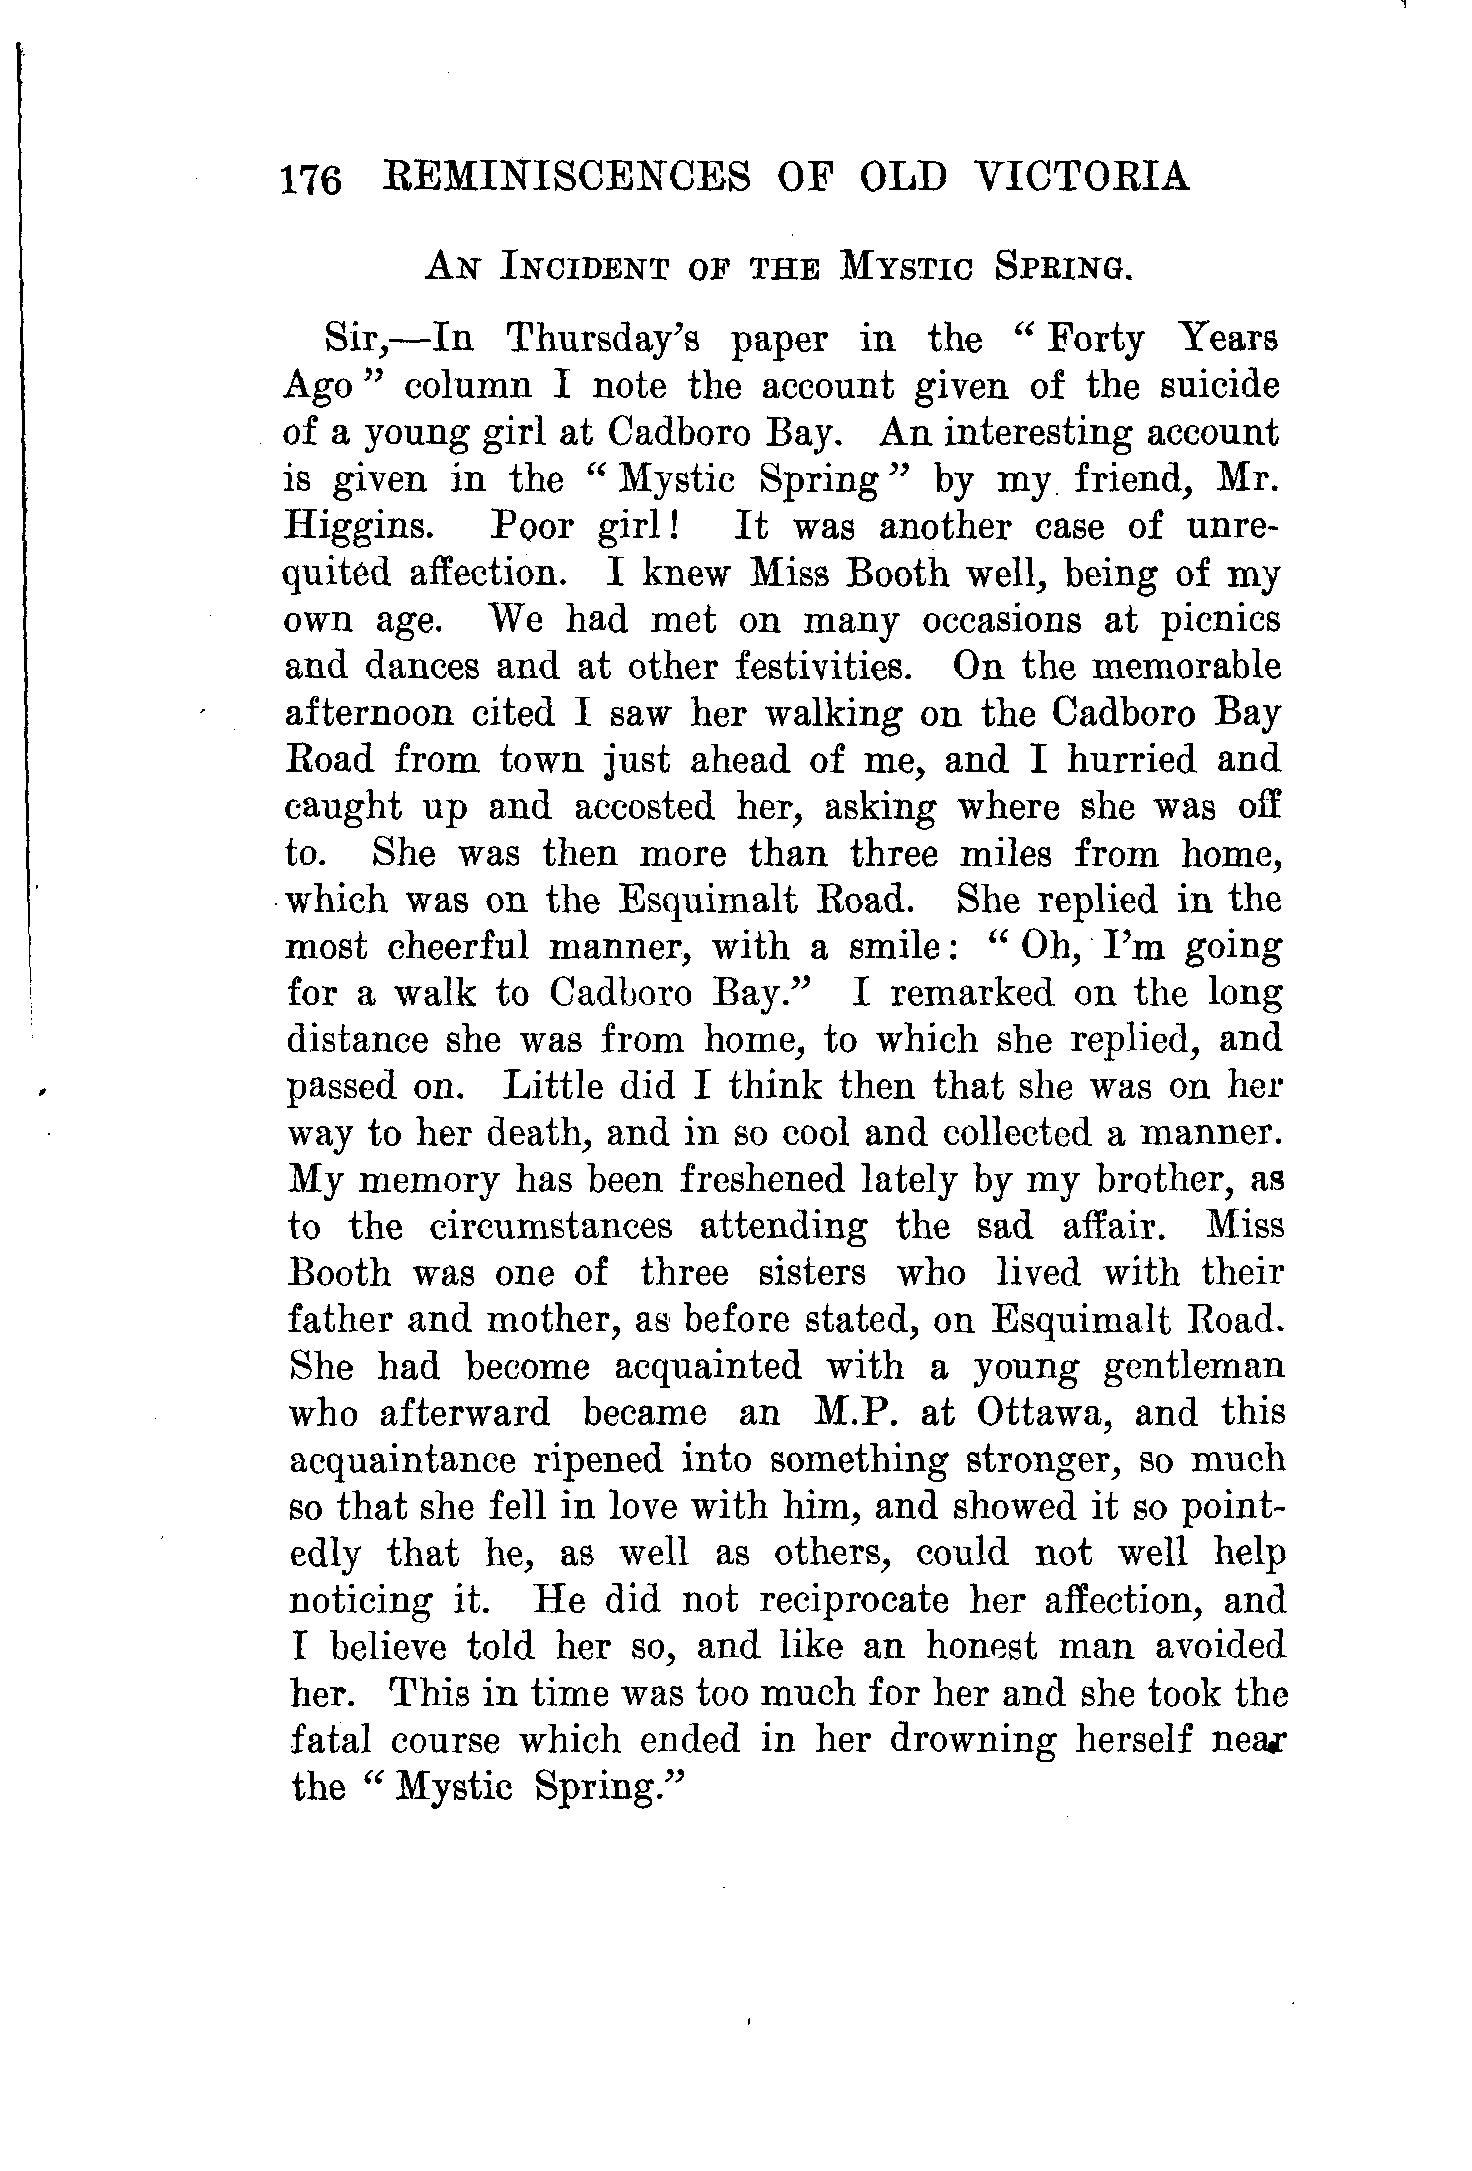 176 REMINISCENCES OF OLD VICTORIA
AN INCIDENT OF THE MYSTIC SPRING.
Sir,—In Thursday's paper in the “ Forty Years
Ago ” column I note the account given of the suicide
of a young girl at Cadboro Bay. An interesting account
is given in the “ Mystic Spring ” by my friend, Mr.
Higgins. Poor girl! It was another case of unre-
quited affection. I knew Miss Booth well, being of my
own age. We had met on many occasions at picnics
and dances and at other festivities. On the memorable
afternoon cited I saw her walking on the Cadboro Bay
Road from town just ahead of me, and I hurried and
caught up and accosted her, asking where she was off
to. She was then more than three miles from home,
which was on the Esquimalt Road. She replied in the
most cheerful manner, with a smile: “ Oh, I'm going
for a walk to Cadboro Bay.” I remarked on the long
distance she was from home, to which she replied, and
passed on. Little did I think then that she was on her
way to her death, and in so cool and collected a manner.
My memory has been freshened lately by my brother, as
to the circumstances attending the sad affair. Miss
Booth was one of three sisters who lived with their
father and mother, as before stated, on Esquimalt Road.
She had become acquainted with a young gentleman
who afterward became an M.P. at Ottawa, and this
acquaintance ripened into something stronger, so much
so that she fell in love with him, and showed it so point-
edly that he, as well as others, could not well help
noticing it. He did not reciprocate her affection, and
I believe told her so, and like an honest man avoided
her. This in time was too much for her and she took the
fatal course which ended in her drowning herself near
the “ Mystic Spring.”